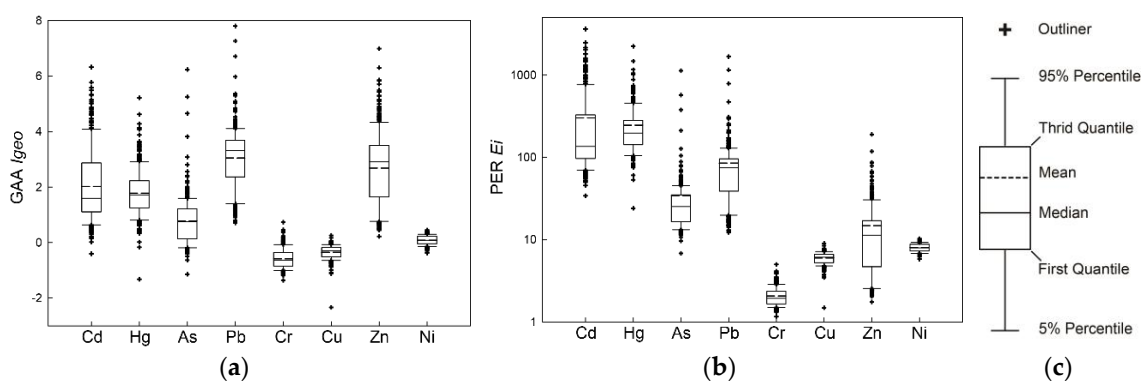 8
6
4
2
0
-2
GAA Igeo
Cd Hg As Pb Cr Cu Zn Ni
(a)
1000
100
10
1
PER Ei
Cd Hg As Pb Cr Cu Zn Ni
(b)
Outliner
95% Percentile
Thrid Quantile
Mean
Median
First Quantile
5% Percentile
(c)